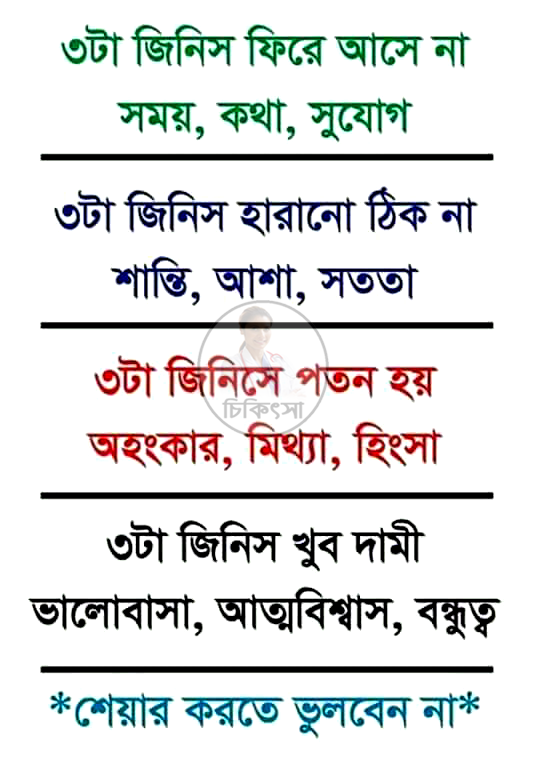 ৩টা জিনিস ফিরে আসে না
সময়, কথা, সুযোগ
৩টা জিনিস হারানো ঠিক না
শান্তি, আশা, সততা
৩টা জিনিসে পতন হয়
চিকিৎসা
অহংকার, মিথ্যা, হিংসা
৩টা জিনিস খুব দামী
ভালোবাসা, আত্মবিশ্বাস, বন্ধুত্ব
*শেয়ার করতে ভুলবেন না*